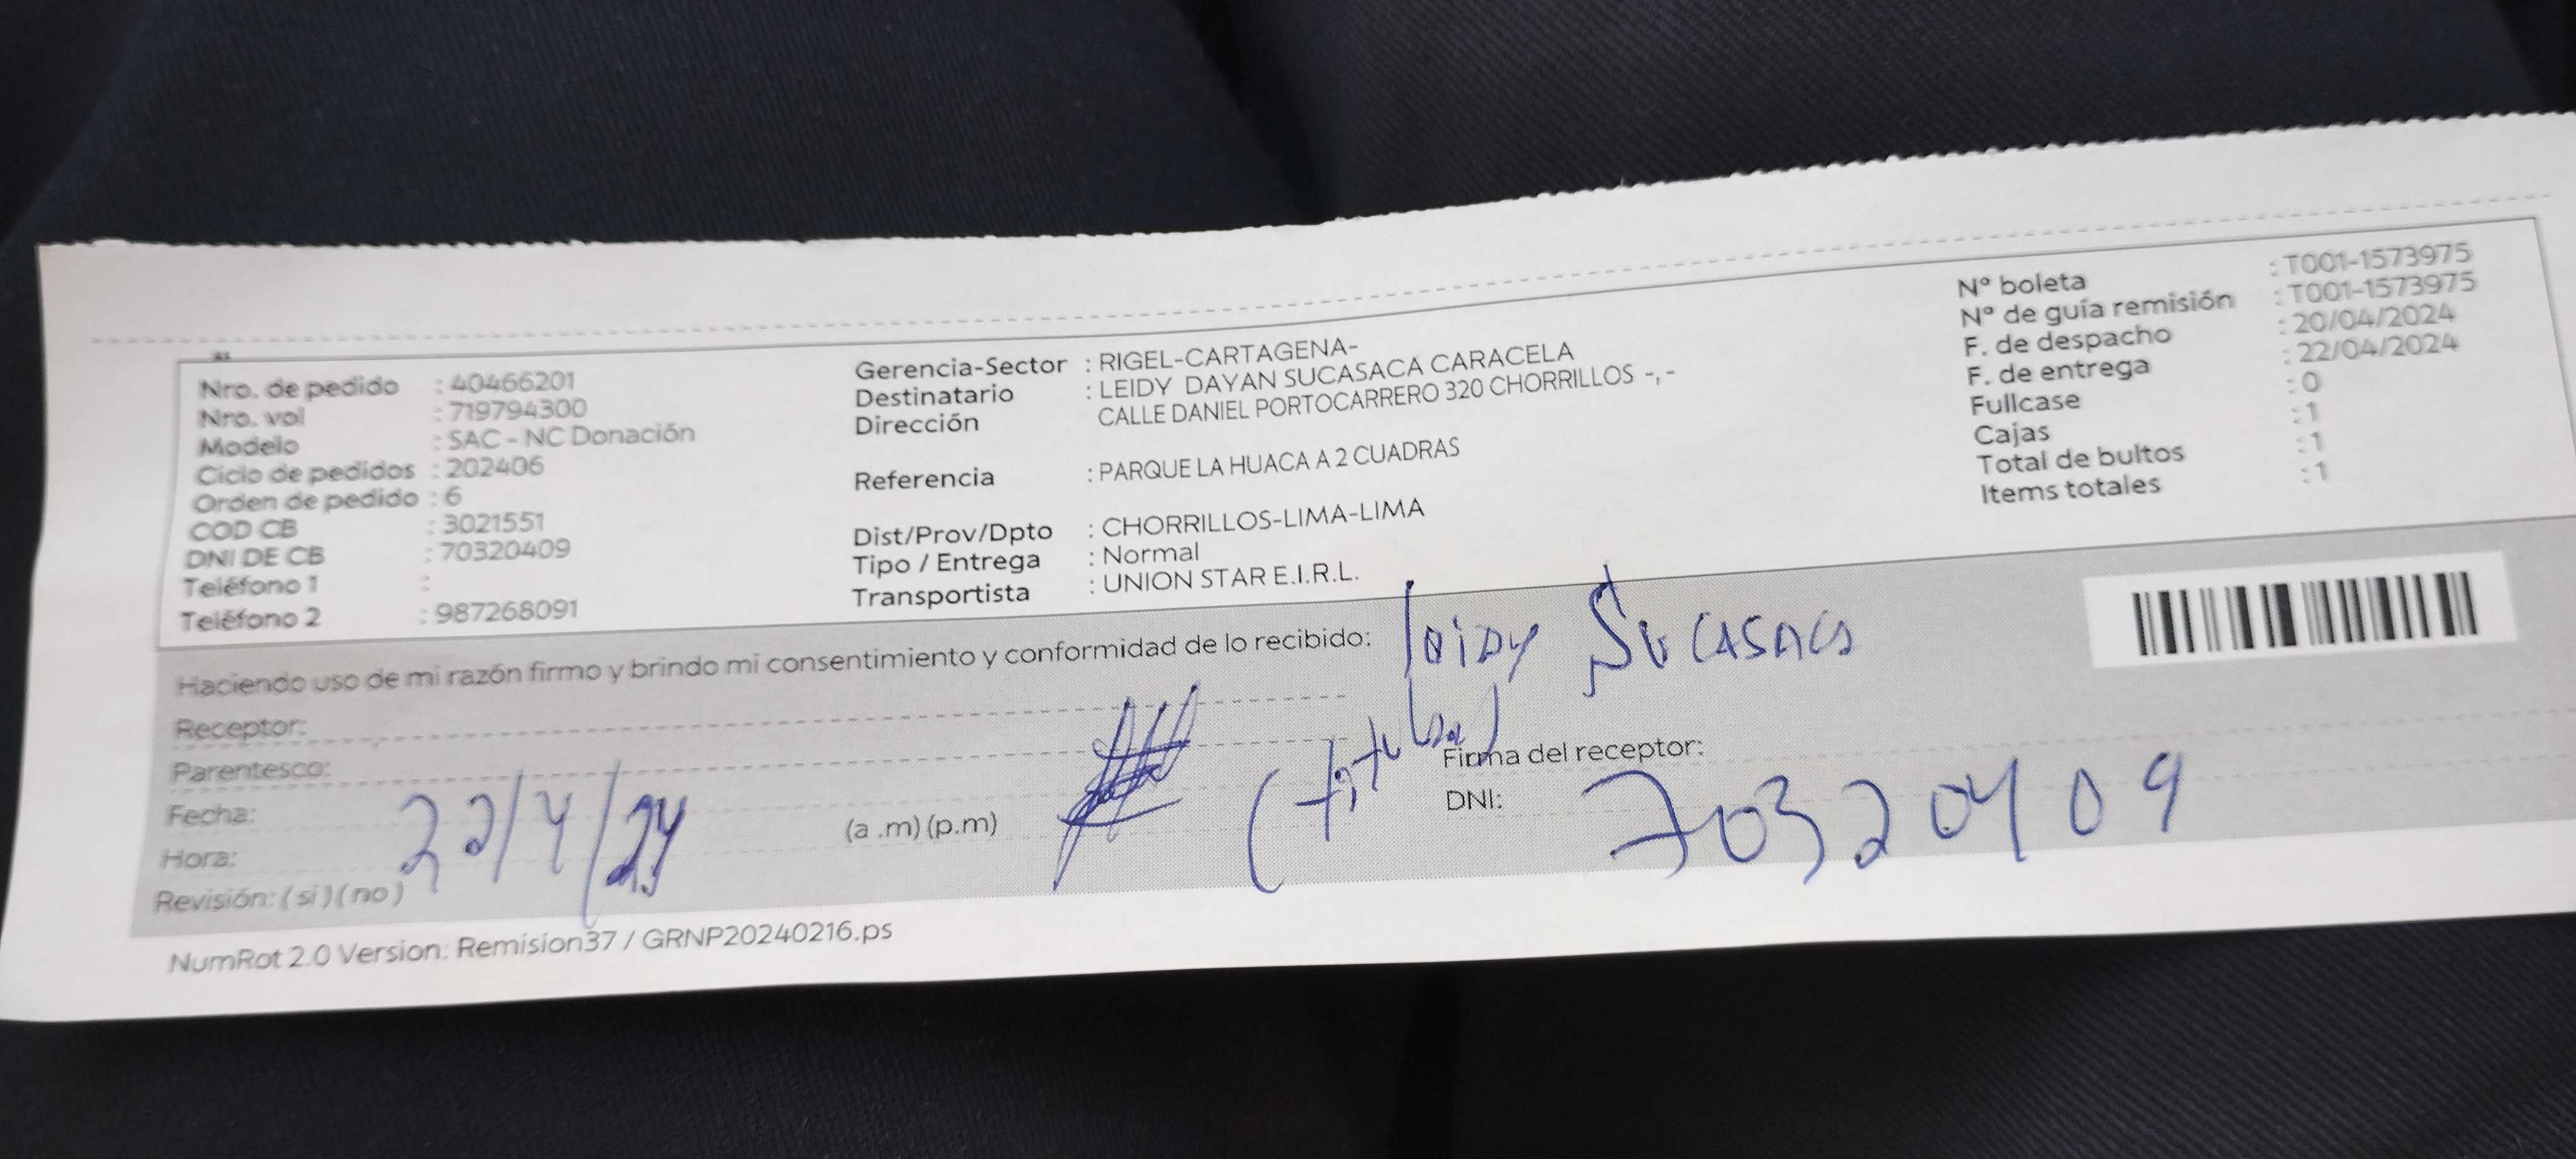 Nro. de pedido : 40466201
Nro. vol : 719794300
Modelo : SAC - NC Donación
Ciclo de pedidos : 202406
Orden de pedido : 6
COD CB : 3021551
DNI DE CB : 70320409
Teléfono 1 :
Teléfono 2 : 987268091
Gerencia-Sector : RIGEL-CARTAGENA-
Destinatario : LEIDY DAYAN SUCASACA CARACELA
Dirección CALLE DANIEL PORTOCARRERO 320 CHORRILLOS -, -
Referencia : PARQUE LA HUACA A 2 CUADRAS
Dist/Prov/Dpto : CHORRILLOS-LIMA-LIMA
Tipo / Entrega : Normal
Transportista : UNION STAR E.I.R.L.
Nº boleta : T001-1573975
Nº de guía remisión : T001-1573975
F. de despacho : 20/04/2024
F. de entrega : 22/04/2024
Fullcase : 0
Cajas : 1
Total de bultos : 1
Items totales : 1
Haciendo uso de mi razón firmo y brindo mi consentimiento y conformidad de lo recibido: leidy Sucasaca
Receptor:
Parentesco: (titular)
Firma del receptor:
Fecha: 22/4/24
(a .m) (p.m)
DNI: 70320409
Hora:
Revisión: ( si ) ( no )
NumRot 2.0 Version: Remision37 / GRNP20240216.ps